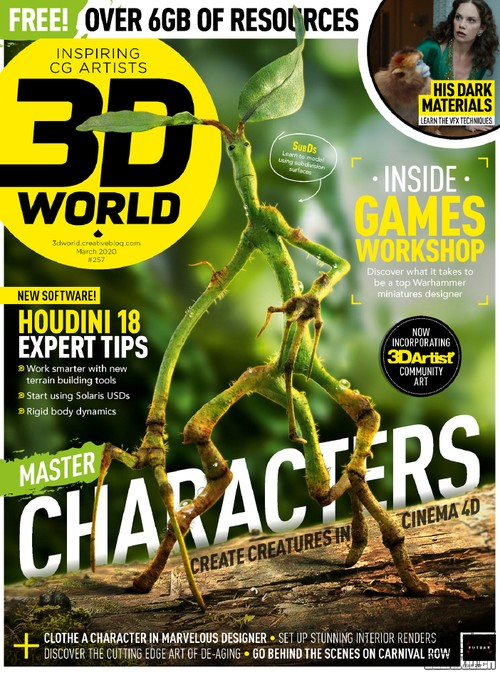 FREE! OVER 6GB OF RESOURCES
INSPIRING
CG ARTISTS
3D
WORLD
3dworld.creativebloq.com
March 2020
#257
HIS DARK
MATERIALS
LEARN THE VFX TECHNIQUES
SubDs
Learn to model
using subdivision
surfaces
• INSIDE •
GAMES
WORKSHOP
Discover what it takes to
be a top Warhammer
miniatures designer
NEW SOFTWARE!
HOUDINI 18
EXPERT TIPS
Work smarter with new
terrain building tools
Start using Solaris USDs
Rigid body dynamics
NOW
INCORPORATING
3DArtist
COMMUNITY
ART
MASTER
CHARACTERS
CREATE CREATURES IN CINEMA 4D
+ CLOTHE A CHARACTER IN MARVELOUS DESIGNER • SET UP STUNNING INTERIOR RENDERS
DISCOVER THE CUTTING EDGE ART OF DE-AGING • GO BEHIND THE SCENES ON CARNIVAL ROW
FUTURE